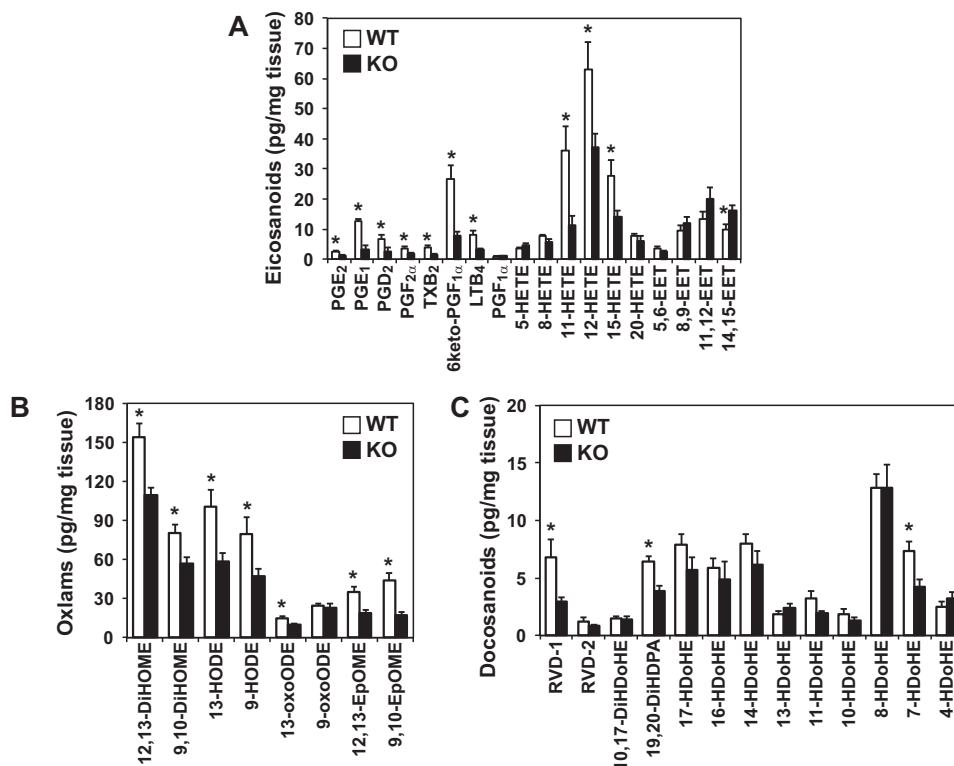 A
Eicosanoids (pg/mg tissue)
80
70
60
50
40
30
20
10
0
WT
KO
*
*
*
*
*
*
*
*
*
*
*
PGE2
PGE1
PGD2
PGF2α
TXB2
6keto-PGF1α
LTB4
PGF1α
5-HETE
8-HETE
11-HETE
12-HETE
15-HETE
20-HETE
5,6-EET
8,9-EET
11,12-EET
14,15-EET
B
Oxlams (pg/mg tissue)
180
150
120
90
60
30
0
WT
KO
*
*
*
*
*
*
*
12,13-DiHOME
9,10-DiHOME
13-HODE
9-HODE
13-oxoODE
9-oxoODE
12,13-EpOME
9,10-EpOME
C
Docosanoids (pg/mg tissue)
20
15
10
5
0
WT
KO
*
*
*
RVD-1
RVD-2
10,17-DiHDoHE
19,20-DiHDPA
17-HDoHE
16-HDoHE
14-HDoHE
13-HDoHE
11-HDoHE
10-HDoHE
8-HDoHE
7-HDoHE
4-HDoHE